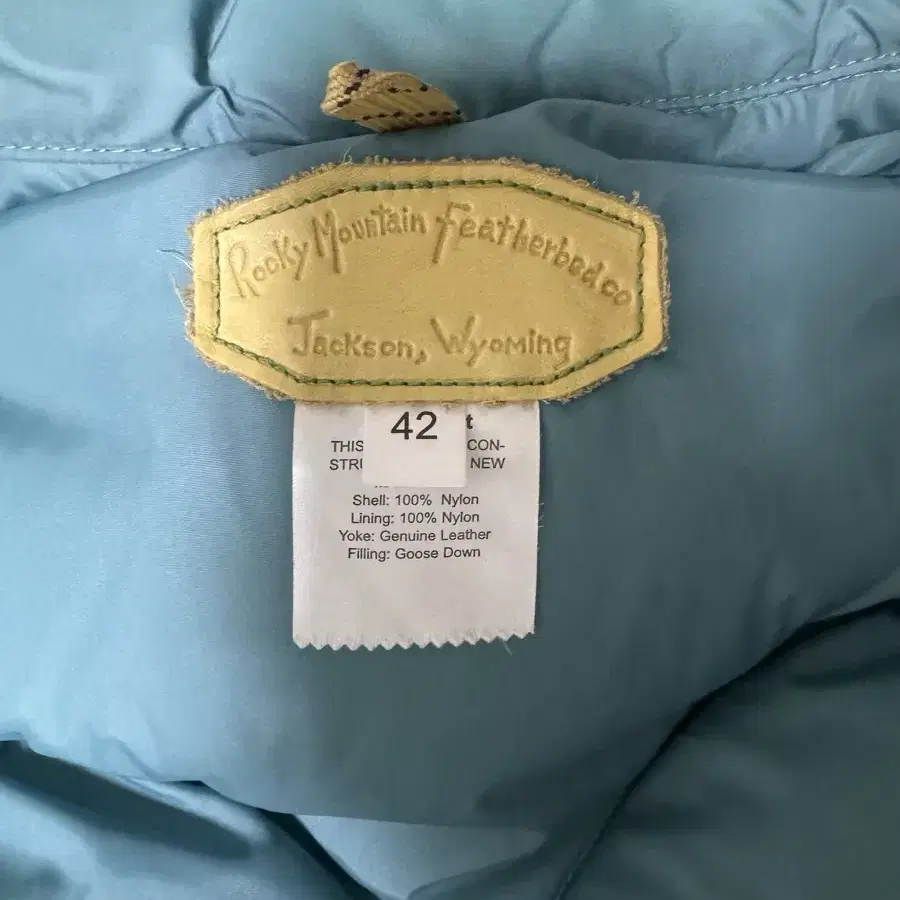 Rocky Mountain Featherbed co
Jackson, Wyoming
42 t
THIS CON-
STRU NEW
Shell: 100% Nylon
Lining: 100% Nylon
Yoke: Genuine Leather
Filling: Goose Down